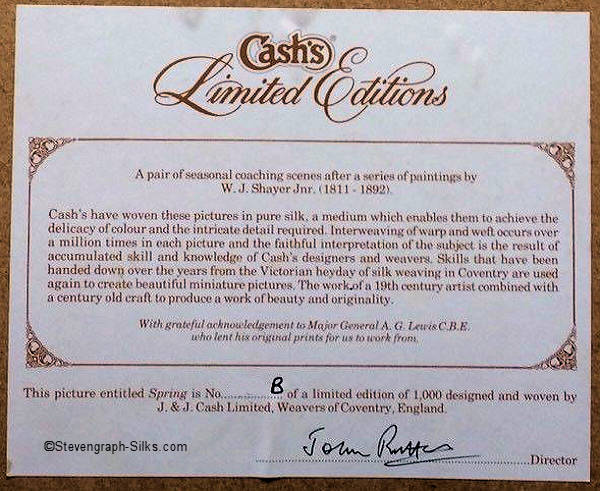 Cash's
Limited Editions
A pair of seasonal coaching scenes after a series of paintings by
W. J. Shayer Jnr. (1811 - 1892).
Cash's have woven these pictures in pure silk, a medium which enables them to achieve the
delicacy of colour and the intricate detail required. Interweaving of warp and weft occurs over
a million times in each picture and the faithful interpretation of the subject is the result of
accumulated skill and knowledge of Cash's designers and weavers. Skills that have been
handed down over the years from the Victorian heyday of silk weaving in Coventry are used
again to create beautiful miniature pictures. The work of a 19th century artist combined with
a century old craft to produce a work of beauty and originality.
With grateful acknowledgement to Major General A. G. Lewis C.B.E.
who lent his original prints for us to work from.
This picture entitled Spring is No. B of a limited edition of 1,000 designed and woven by
J. & J. Cash Limited, Weavers of Coventry, England.
John
Director
©Stevengraph-Silks.com